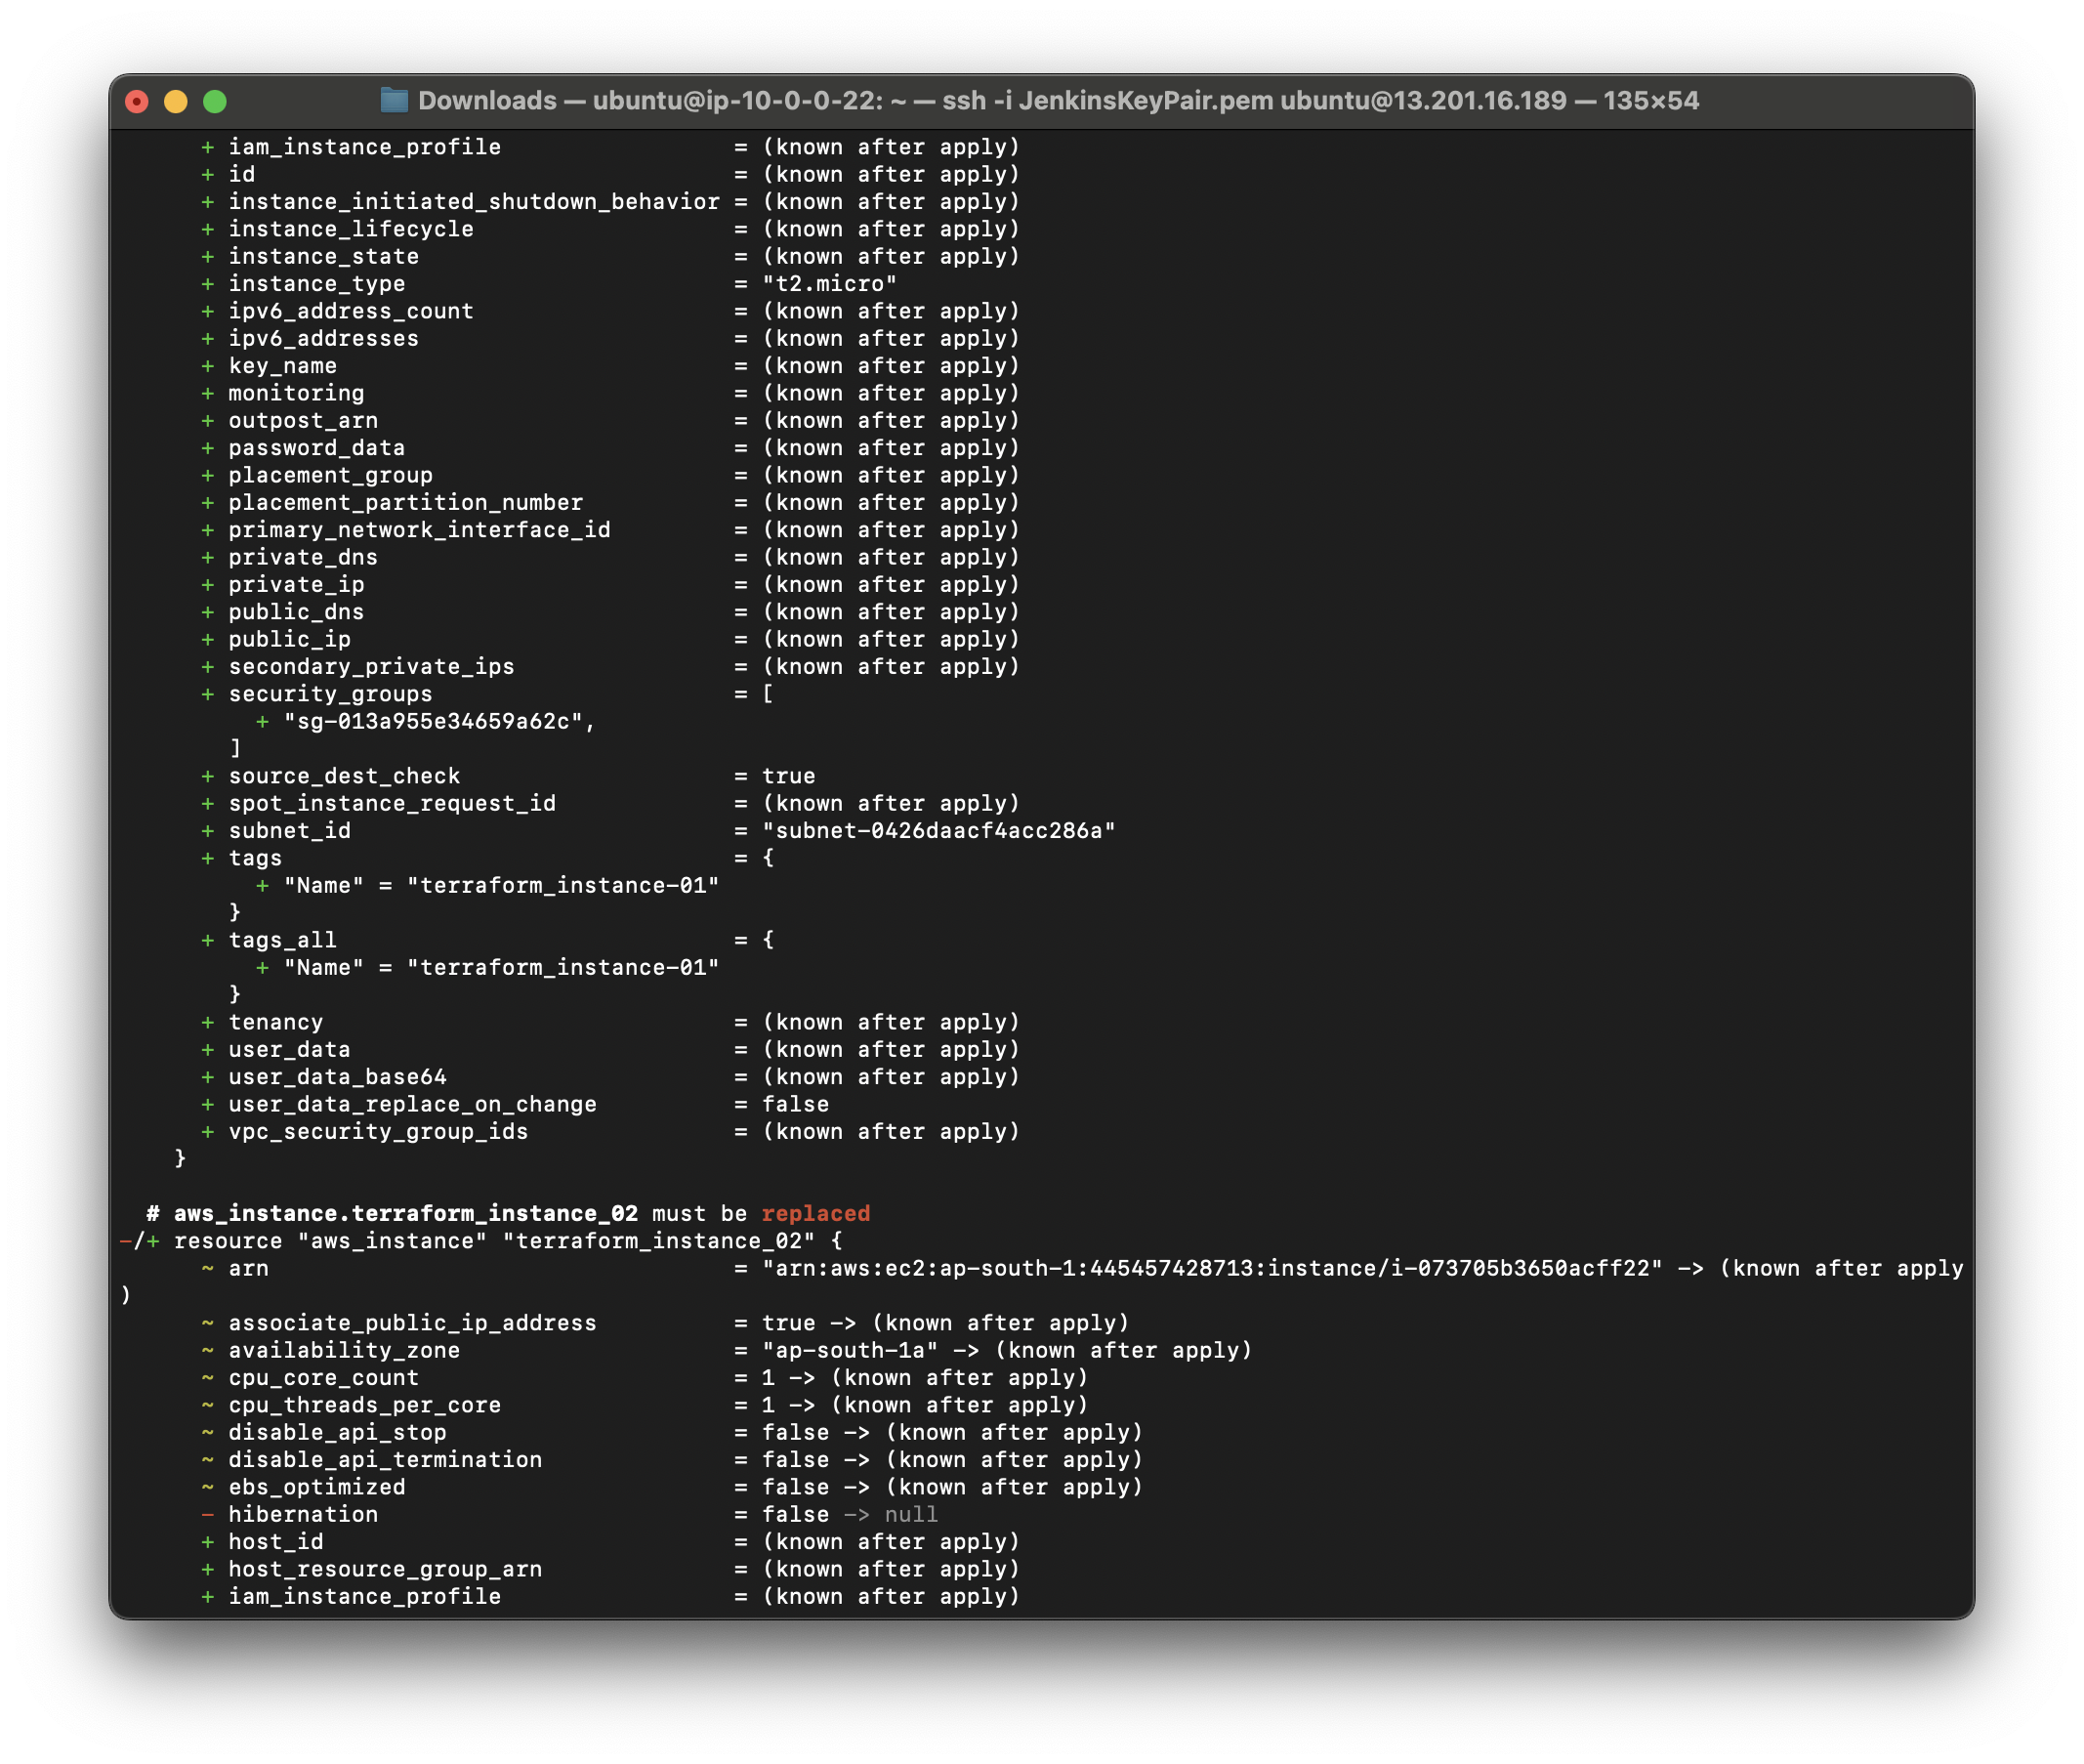 Downloads — ubuntu@ip-10-0-0-22: ~ — ssh -i JenkinsKeyPair.pem ubuntu@13.201.16.189 — 135×54
+ iam_instance_profile = (known after apply)
+ id = (known after apply)
+ instance_initiated_shutdown_behavior = (known after apply)
+ instance_lifecycle = (known after apply)
+ instance_state = (known after apply)
+ instance_type = "t2.micro"
+ ipv6_address_count = (known after apply)
+ ipv6_addresses = (known after apply)
+ key_name = (known after apply)
+ monitoring = (known after apply)
+ outpost_arn = (known after apply)
+ password_data = (known after apply)
+ placement_group = (known after apply)
+ placement_partition_number = (known after apply)
+ primary_network_interface_id = (known after apply)
+ private_dns = (known after apply)
+ private_ip = (known after apply)
+ public_dns = (known after apply)
+ public_ip = (known after apply)
+ secondary_private_ips = (known after apply)
+ security_groups = [
+ "sg-013a955e34659a62c",
]
+ source_dest_check = true
+ spot_instance_request_id = (known after apply)
+ subnet_id = "subnet-0426daacf4acc286a"
+ tags = {
+ "Name" = "terraform_instance-01"
}
+ tags_all = {
+ "Name" = "terraform_instance-01"
}
+ tenancy = (known after apply)
+ user_data = (known after apply)
+ user_data_base64 = (known after apply)
+ user_data_replace_on_change = false
+ vpc_security_group_ids = (known after apply)
}
# aws_instance.terraform_instance_02 must be replaced
-/+ resource "aws_instance" "terraform_instance_02" {
~ arn = "arn:aws:ec2:ap-south-1:445457428713:instance/i-073705b3650acff22" -> (known after apply
)
~ associate_public_ip_address = true -> (known after apply)
~ availability_zone = "ap-south-1a" -> (known after apply)
~ cpu_core_count = 1 -> (known after apply)
~ cpu_threads_per_core = 1 -> (known after apply)
~ disable_api_stop = false -> (known after apply)
~ disable_api_termination = false -> (known after apply)
~ ebs_optimized = false -> (known after apply)
- hibernation = false -> null
+ host_id = (known after apply)
+ host_resource_group_arn = (known after apply)
+ iam_instance_profile = (known after apply)